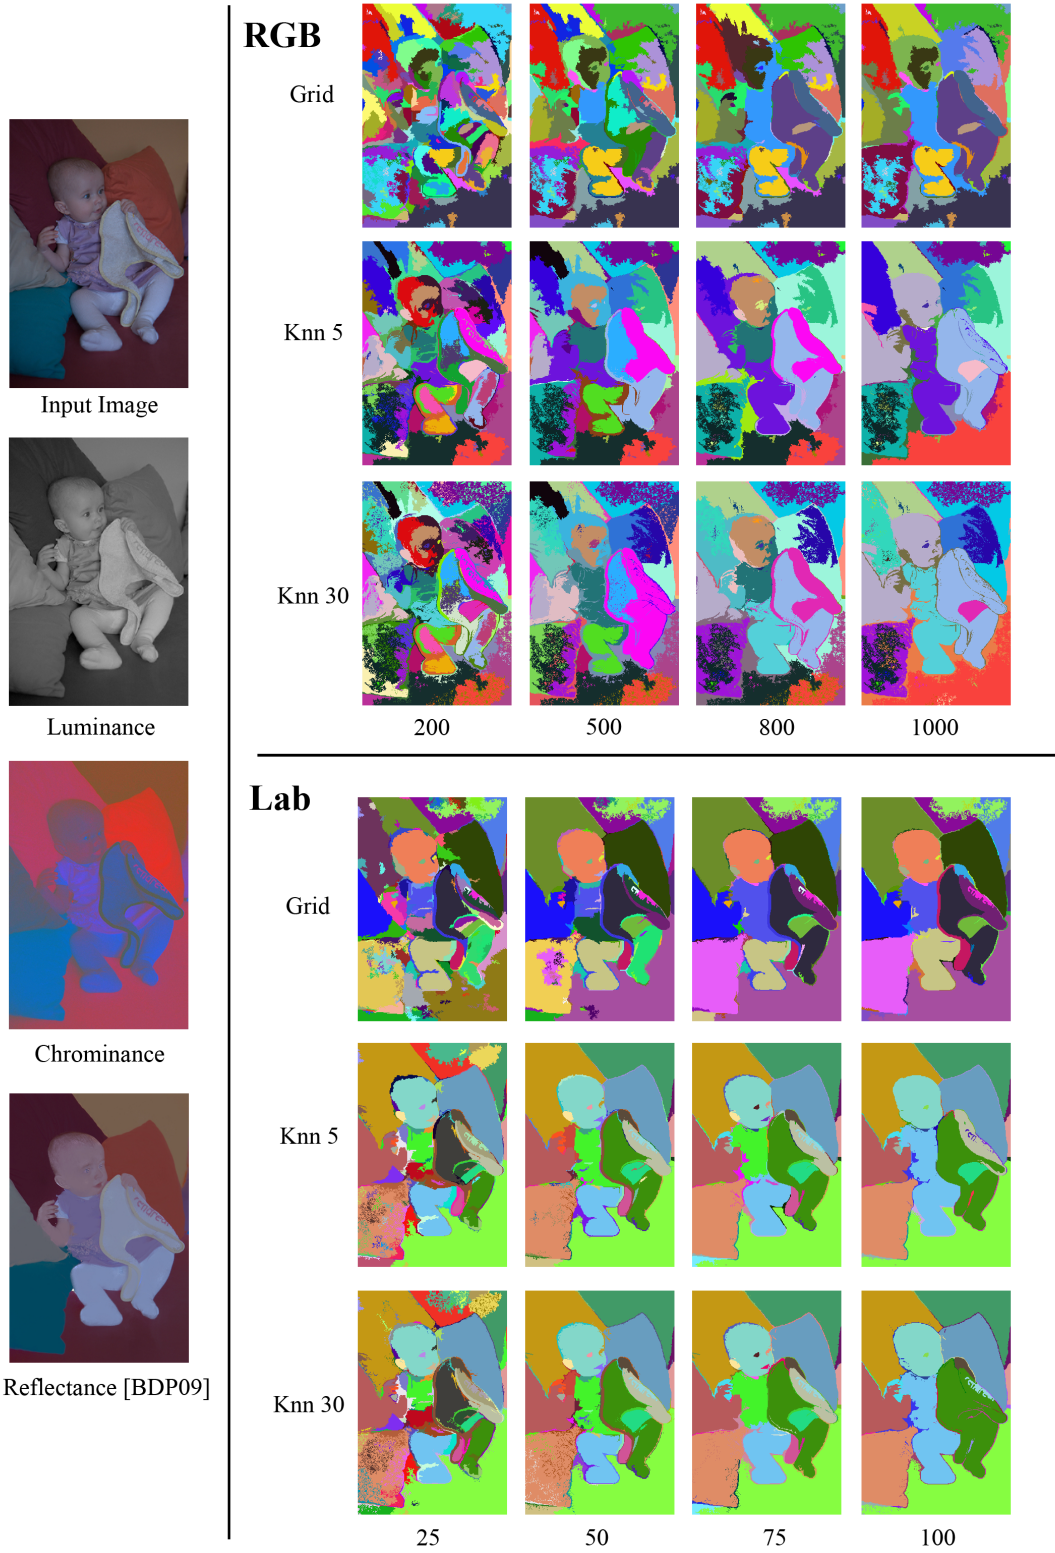 Input Image
Luminance
Chrominance
Reflectance [BDP09]
RGB
Grid
Knn 5
Knn 30
200 500 800 1000
Lab
Grid
Knn 5
Knn 30
25 50 75 100